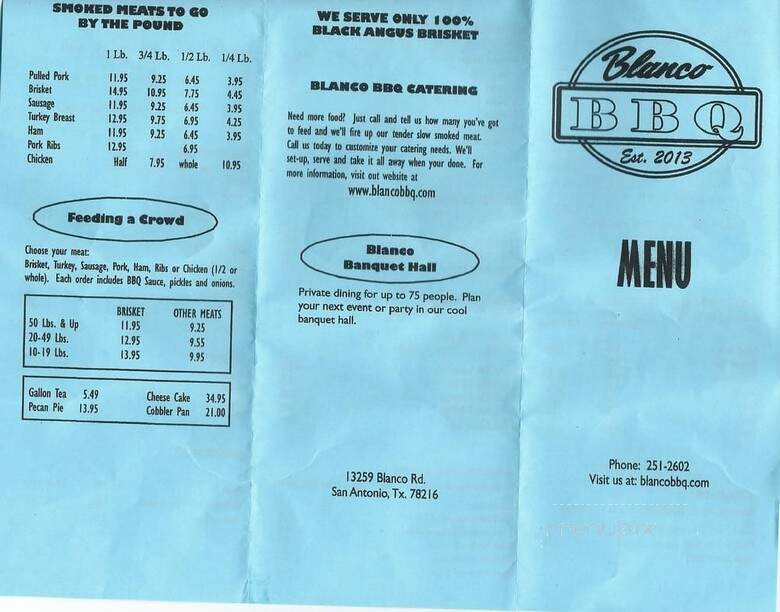 SMOKED MEATS TO GO
BY THE POUND
1 Lb. 3/4 Lb. 1/2 Lb. 1/4 Lb.
Pulled Pork 11.95 9.25 6.45 3.95
Brisket 14.95 10.95 7.75 4.45
Sausage 11.95 9.25 6.45 3.95
Turkey Breast 12.95 9.75 6.95 4.25
Ham 11.95 9.25 6.45 3.95
Pork Ribs 12.95 6.95
Chicken Half 7.95 whole 10.95
Feeding a Crowd
Choose your meat:
Brisket, Turkey, Sausage, Pork, Ham, Ribs or Chicken (1/2 or
whole). Each order includes BBQ Sauce, pickles and onions.
BRISKET OTHER MEATS
50 Lbs. & Up 11.95 9.25
20-49 Lbs. 12.95 9.55
10-19 Lbs. 13.95 9.95
Gallon Tea 5.49 Cheese Cake 34.95
Pecan Pie 13.95 Cobbler Pan 21.00
WE SERVE ONLY 100%
BLACK ANGUS BRISKET
BLANCO BBQ CATERING
Need more food? Just call and tell us how many you've got
to feed and we'll fire up our tender slow smoked meat.
Call us today to customize your catering needs. We'll
set-up, serve and take it all away when your done. For
more information, visit out website at
www.blancobbq.com
Blanco
Banquet Hall
Private dining for up to 75 people. Plan
your next event or party in our cool
banquet hall.
13259 Blanco Rd.
San Antonio, Tx. 78216
Blanco
BBQ
Est. 2013
MENU
Phone: 251-2602
Visit us at: blancobbq.com